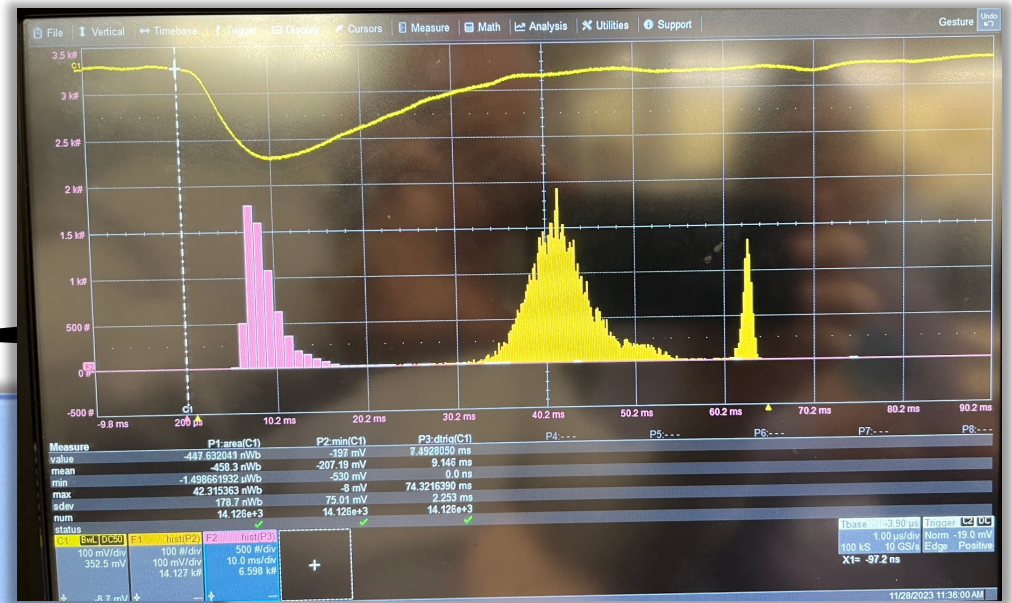 File Vertical Timebase Trigger Display Cursors Measure Math Analysis Utilities Support Gesture Undo
3.5 k#
C1
3 k#
2.5 k#
2 k#
1.5 k#
1 k#
500 #
0 #
-500 #
C1
-9.8 ms 200 µs 10.2 ms 20.2 ms 30.2 ms 40.2 ms 50.2 ms 60.2 ms 70.2 ms 80.2 ms 90.2 ms
Measure P1:area(C1) P2:min(C1) P3:dtrig(C1) P4:--- P5:--- P6:--- P7:--- P8:---
value -447.632043 nWb -197 mV 7.4928050 ms
mean -458.3 nWb -207.19 mV 9.146 ms
min -1.498661932 µWb -530 mV 0.0 ns
max 42.315363 nWb -8 mV 74.3216390 ms
sdev 178.7 nWb 75.01 mV 2.253 ms
num 14.126e+3 14.126e+3 14.126e+3
status
C1 BwL DC50 F1 hist(P2) F2 hist(P3)
100 mV/div 100 #/div 500 #/div
352.5 mV 100 mV/div 10.0 ms/div
14.127 k# 6.598 k#
-8.7 mV
+
Tbase -3.90 µs Trigger C2 DC
1.00 µs/div Norm -19.0 mV
100 kS 10 GS/s Edge Positive
X1= -97.2 ns
11/28/2023 11:36:00 AM